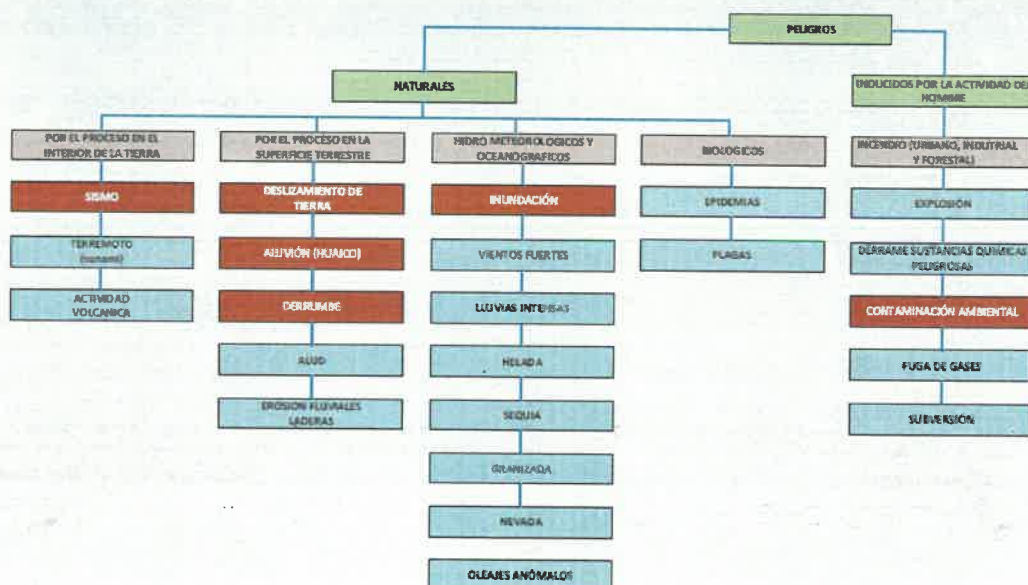 PELIGROS
NATURALES
INDUCIDOS POR LA ACTIVIDAD DEL
HOMBRE
POR EL PROCESO EN EL
INTERIOR DE LA TIERRA
SISMO
TERREMOTO
(tsunami)
ACTIVIDAD
VOLCANICA
POR EL PROCESO EN LA
SUPERFICIE TERRESTRE
DESLIZAMIENTO DE
TIERRA
ALUVIÓN (HUAICO)
DERRUMBE
ALUD
EROSION FLUVIALES
LADERAS
HIDRO METEOROLOGICOS Y
OCEANOGRAFICOS
INUNDACIÓN
VIENTOS FUERTES
LLUVIAS INTENSAS
HELADA
SEQUIA
GRANIZADA
NEVADA
OLEAJES ANÓMALOS
BIOLOGICOS
EPIDEMIAS
PLAGAS
INCENDIO (URBANO, INDUTRIAL
Y FORESTAL)
EXPLOSIÓN
DERRAME SUSTANCIAS QUÍMICAS
PELIGROSAS
CONTAMINACIÓN AMBIENTAL
FUGA DE GASES
SUBVERSIÓN